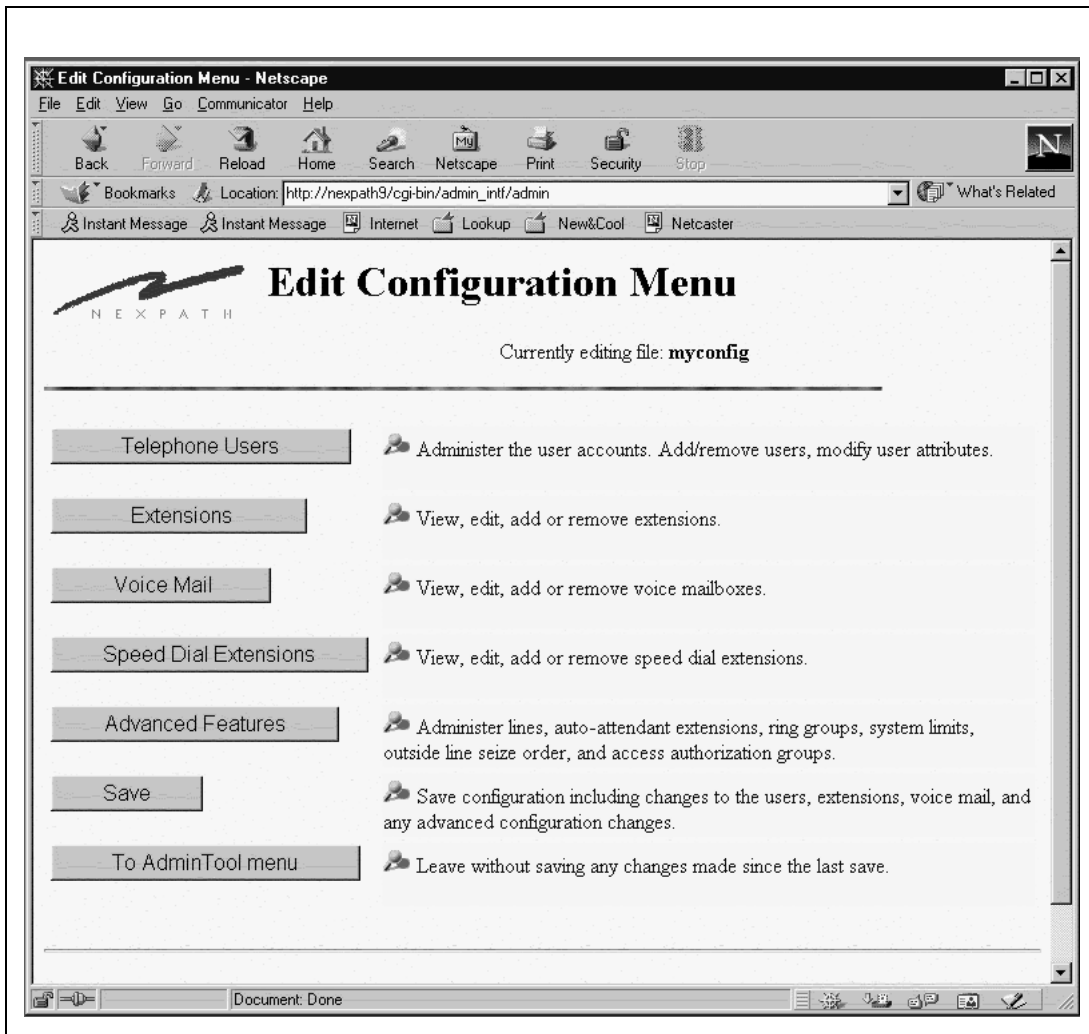 Edit Configuration Menu - Netscape
File Edit View Go Communicator Help
Back Forward Reload Home Search Netscape Print Security Stop
My
N
Bookmarks Location: http://nexpath9/cgi-bin/admin_intf/admin What's Related
Instant Message Instant Message Internet Lookup New&Cool Netcaster
NEXPATH
Edit Configuration Menu
Currently editing file: myconfig
Telephone Users Administer the user accounts. Add/remove users, modify user attributes.
Extensions View, edit, add or remove extensions.
Voice Mail View, edit, add or remove voice mailboxes.
Speed Dial Extensions View, edit, add or remove speed dial extensions.
Advanced Features Administer lines, auto-attendant extensions, ring groups, system limits,
outside line seize order, and access authorization groups.
Save Save configuration including changes to the users, extensions, voice mail, and
any advanced configuration changes.
To AdminTool menu Leave without saving any changes made since the last save.
Document: Done